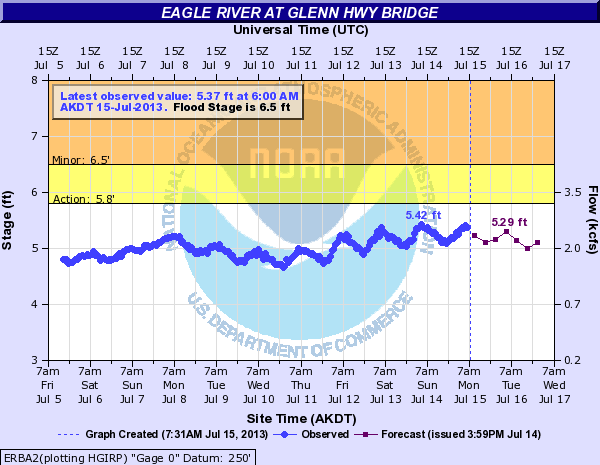 EAGLE RIVER AT GLENN HWY BRIDGE
Universal Time (UTC)
15Z 15Z 15Z 15Z 15Z 15Z 15Z 15Z 15Z 15Z 15Z 15Z 15Z
Jul 5 Jul 6 Jul 7 Jul 8 Jul 9 Jul 10 Jul 11 Jul 12 Jul 13 Jul 14 Jul 15 Jul 16 Jul 17
8
Latest observed value: 5.37 ft at 6:00 AM
AKDT 15-Jul-2013. Flood Stage is 6.5 ft
7
Minor: 6.5'
6 3.5
Action: 5.8'
5.42 ft 5.29 ft
5 2.0
4 0.7
3 0.2
Stage (ft)
Flow (kcfs)
NATIONAL OCEANIC AND ATMOSPHERIC ADMINISTRATION
NOAA
U.S. DEPARTMENT OF COMMERCE
7am 7am 7am 7am 7am 7am 7am 7am 7am 7am 7am 7am 7am
Fri Sat Sun Mon Tue Wed Thu Fri Sat Sun Mon Tue Wed
Jul 5 Jul 6 Jul 7 Jul 8 Jul 9 Jul 10 Jul 11 Jul 12 Jul 13 Jul 14 Jul 15 Jul 16 Jul 17
Site Time (AKDT)
Graph Created (7:31AM Jul 15, 2013) Observed Forecast (issued 3:59PM Jul 14)
ERBA2(plotting HGIRP) "Gage 0" Datum: 250'